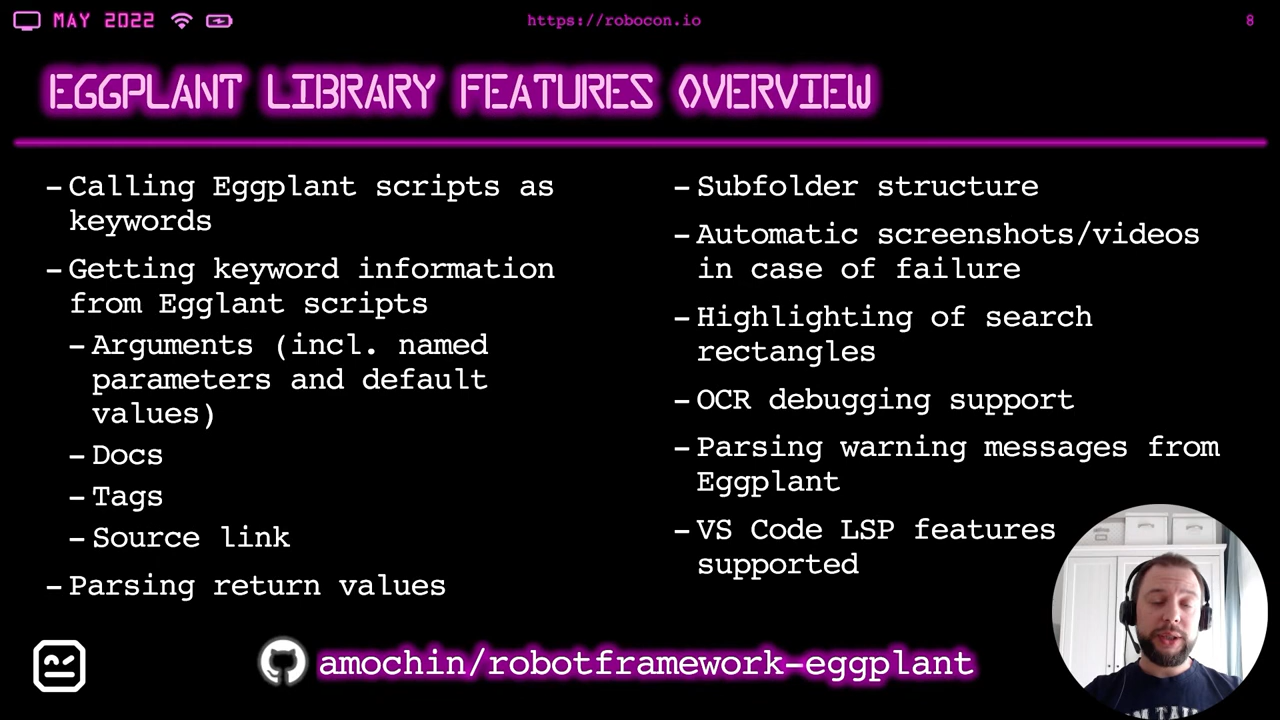 MAY 2022
https://robocon.io
8
EGGPLANT LIBRARY FEATURES OVERVIEW
– Calling Eggplant scripts as
keywords
– Getting keyword information
from Egglant scripts
– Arguments (incl. named
parameters and default
values)
– Docs
– Tags
– Source link
– Parsing return values
– Subfolder structure
– Automatic screenshots/videos
in case of failure
– Highlighting of search
rectangles
– OCR debugging support
– Parsing warning messages from
Eggplant
– VS Code LSP features
supported
amochin/robotframework-eggplant